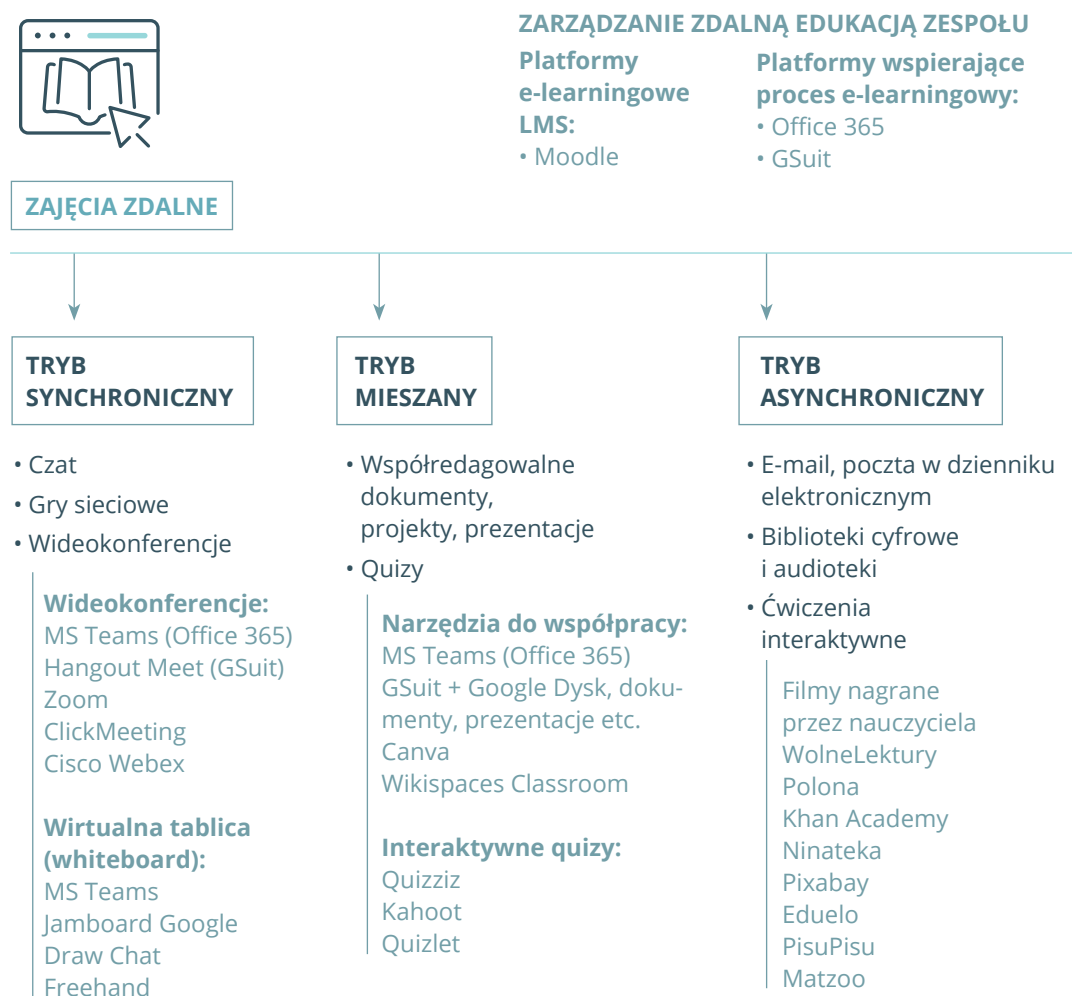 ZARZĄDZANIE ZDALNĄ EDUKACJĄ ZESPOŁU
Platformy
e-learningowe
LMS:
• Moodle
Platformy wspierające
proces e-learningowy:
• Office 365
• GSuit
ZAJĘCIA ZDALNE
TRYB
SYNCHRONICZNY
• Czat
• Gry sieciowe
• Wideokonferencje
Wideokonferencje:
MS Teams (Office 365)
Hangout Meet (GSuit)
Zoom
ClickMeeting
Cisco Webex
Wirtualna tablica
(whiteboard):
MS Teams
Jamboard Google
Draw Chat
Freehand
TRYB
MIESZANY
• Współredagowalne
dokumenty,
projekty, prezentacje
• Quizy
Narzędzia do współpracy:
MS Teams (Office 365)
GSuit + Google Dysk, doku-
menty, prezentacje etc.
Canva
Wikispaces Classroom
Interaktywne quizy:
Quizziz
Kahoot
Quizlet
TRYB
ASYNCHRONICZNY
• E-mail, poczta w dzienniku
elektronicznym
• Biblioteki cyfrowe
i audioteki
• Ćwiczenia
interaktywne
Filmy nagrane
przez nauczyciela
WolneLektury
Polona
Khan Academy
Ninateka
Pixabay
Eduelo
PisuPisu
Matzoo